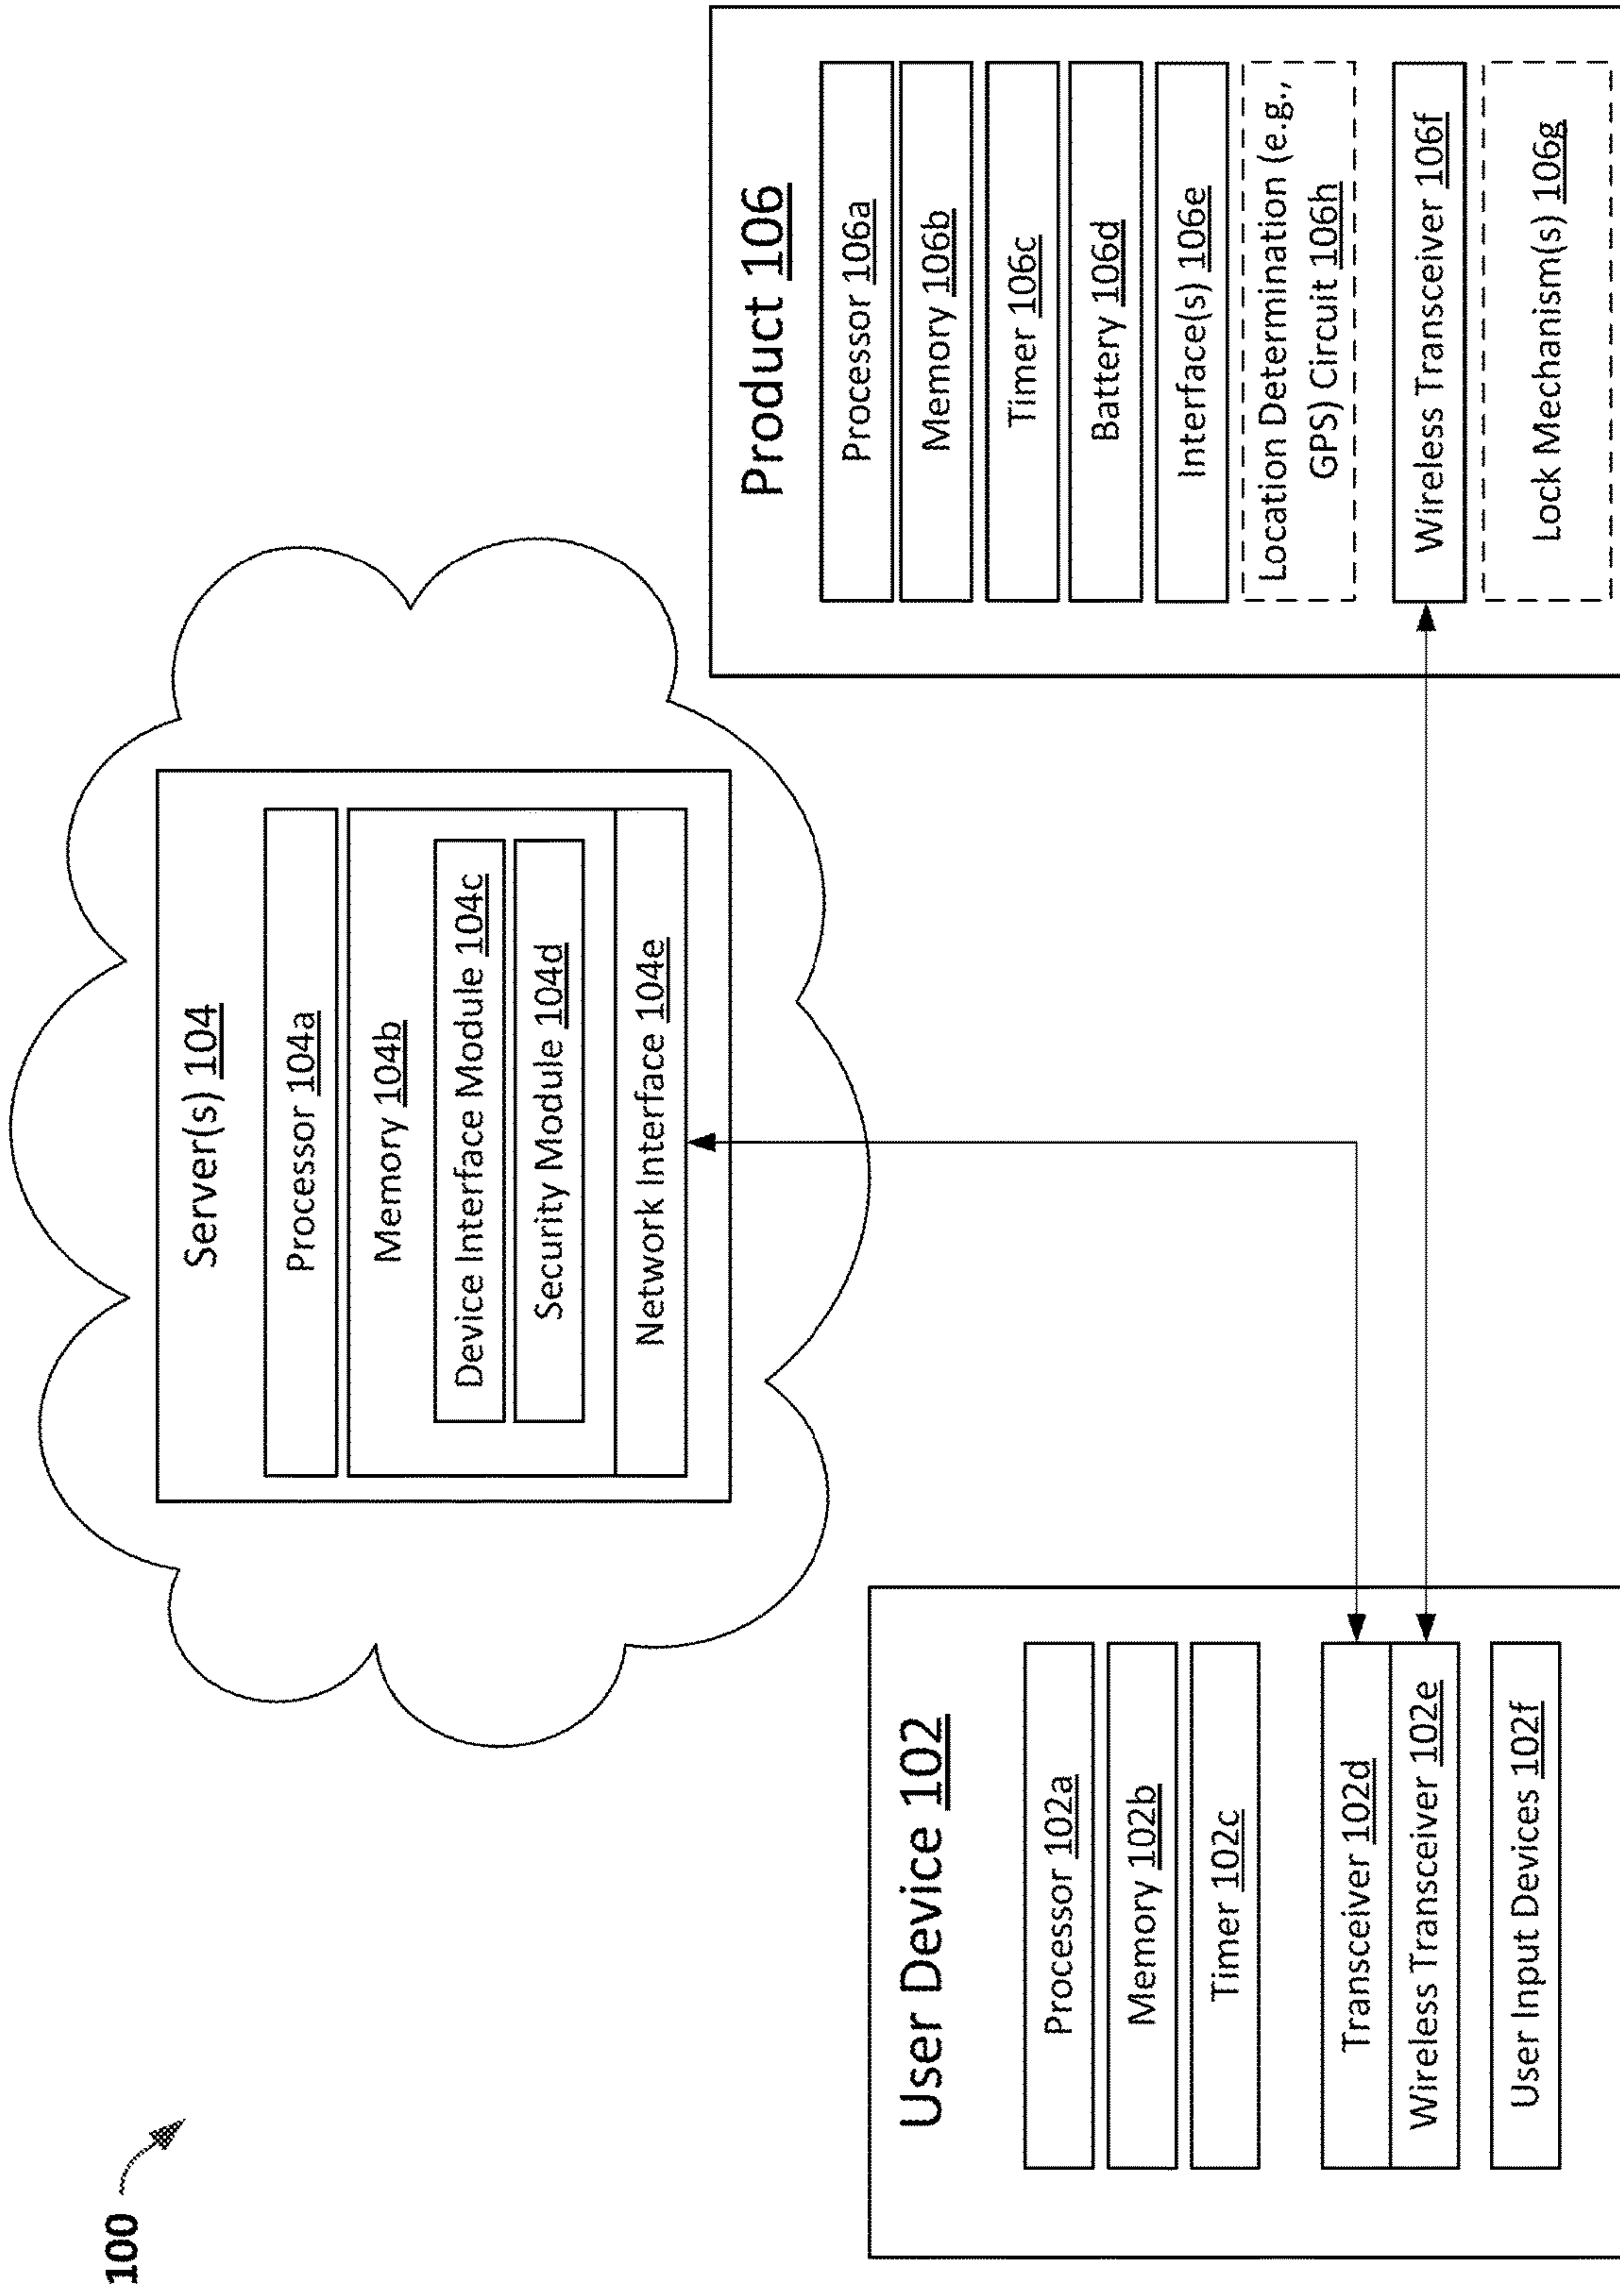 100
Server(s) 104
Processor 104a
Memory 104b
Device Interface Module 104c
Security Module 104d
Network Interface 104e
User Device 102
Processor 102a
Memory 102b
Timer 102c
Transceiver 102d
Wireless Transceiver 102e
User Input Devices 102f
Product 106
Processor 106a
Memory 106b
Timer 106c
Battery 106d
Interface(s) 106e
Location Determination (e.g.,
GPS) Circuit 106h
Wireless Transceiver 106f
Lock Mechanism(s) 106g